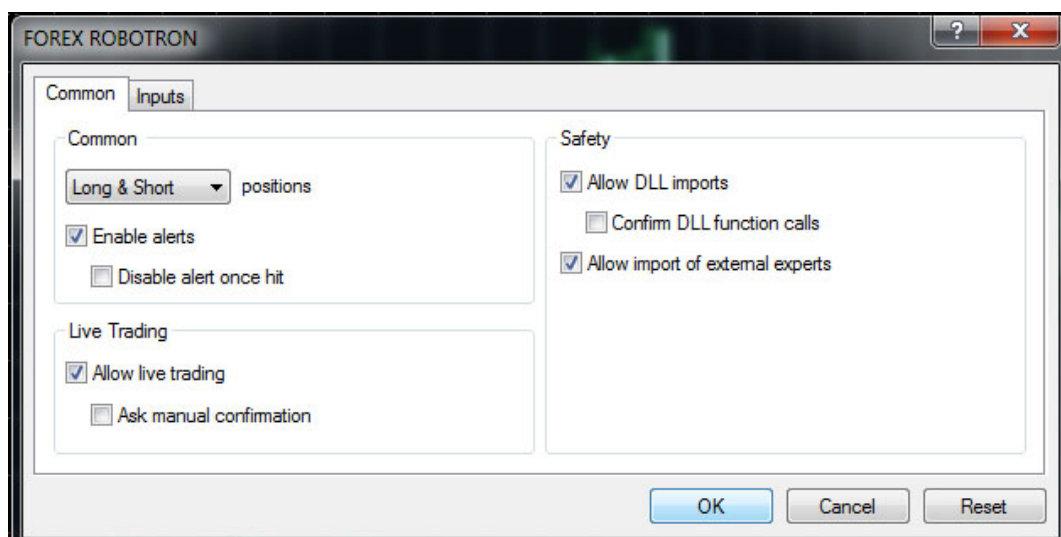 FOREX ROBOTRON
?
X
Common
Inputs
Common
Long & Short
positions
Enable alerts
Disable alert once hit
Live Trading
Allow live trading
Ask manual confirmation
Safety
Allow DLL imports
Confirm DLL function calls
Allow import of external experts
OK
Cancel
Reset